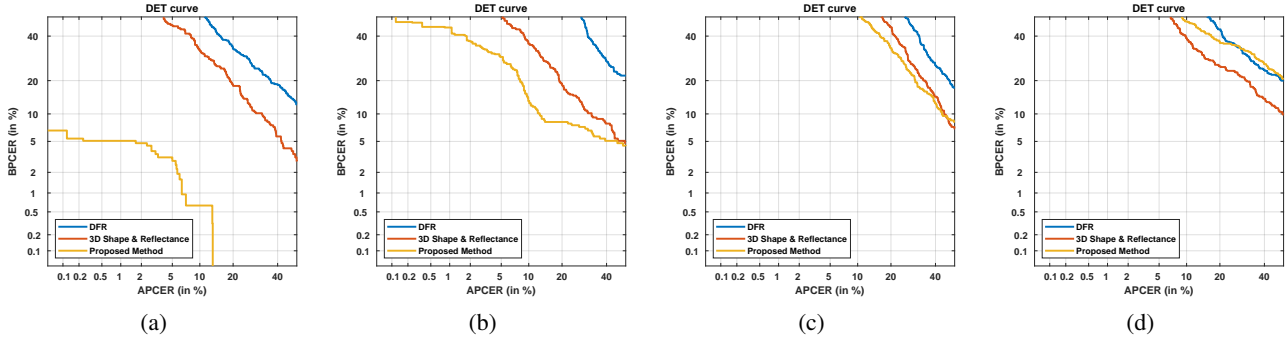 DET curve
40
20
10
5
2
1
0.5
0.2
0.1
BPCER (in %)
DFR
3D Shape & Reflectance
Proposed Method
0.1 0.2 0.5 1 2 5 10 20 40
APCER (in %)
(a)
DET curve
40
20
10
5
2
1
0.5
0.2
0.1
BPCER (in %)
DFR
3D Shape & Reflectance
Proposed Method
0.1 0.2 0.5 1 2 5 10 20 40
APCER (in %)
(b)
DET curve
40
20
10
5
2
1
0.5
0.2
0.1
BPCER (in %)
DFR
3D Shape & Reflectance
Proposed Method
0.1 0.2 0.5 1 2 5 10 20 40
APCER (in %)
(c)
DET curve
40
20
10
5
2
1
0.5
0.2
0.1
BPCER (in %)
DFR
3D Shape & Reflectance
Proposed Method
0.1 0.2 0.5 1 2 5 10 20 40
APCER (in %)
(d)